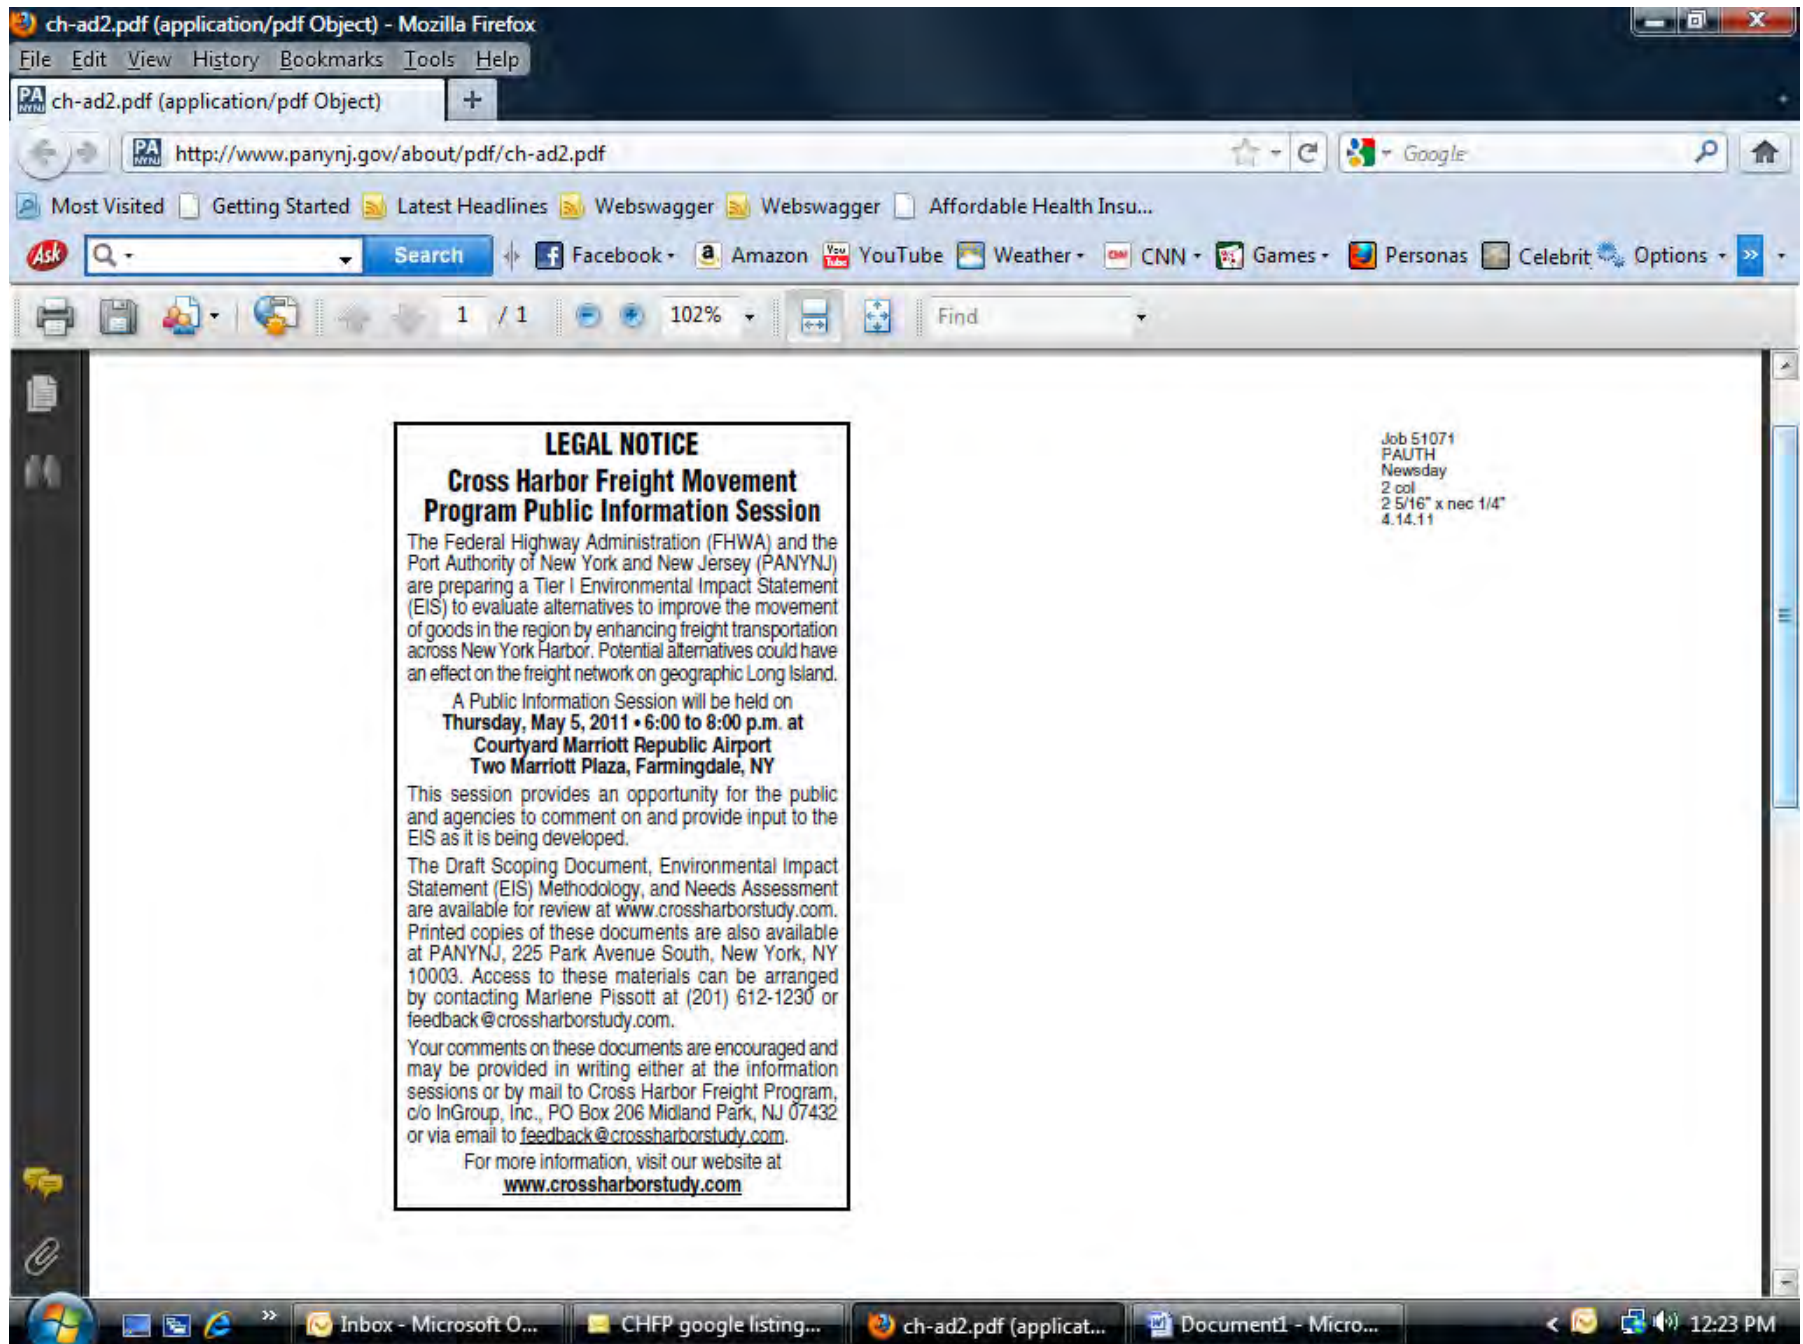 ch-ad2.pdf (application/pdf Object) - Mozilla Firefox
File Edit View History Bookmarks Tools Help
PA NYNJ ch-ad2.pdf (application/pdf Object) +
PA NYNJ http://www.panynj.gov/about/pdf/ch-ad2.pdf Google
Most Visited Getting Started Latest Headlines Webswagger Webswagger Affordable Health Insu...
Ask Search Facebook Amazon You Tube YouTube Weather CNN CNN Games Personas Celebrit Options »
1 / 1 102% Find
LEGAL NOTICE
Cross Harbor Freight Movement
Program Public Information Session
The Federal Highway Administration (FHWA) and the
Port Authority of New York and New Jersey (PANYNJ)
are preparing a Tier I Environmental Impact Statement
(EIS) to evaluate alternatives to improve the movement
of goods in the region by enhancing freight transportation
across New York Harbor. Potential alternatives could have
an effect on the freight network on geographic Long Island.
A Public Information Session will be held on
Thursday, May 5, 2011 • 6:00 to 8:00 p.m. at
Courtyard Marriott Republic Airport
Two Marriott Plaza, Farmingdale, NY
This session provides an opportunity for the public
and agencies to comment on and provide input to the
EIS as it is being developed.
The Draft Scoping Document, Environmental Impact
Statement (EIS) Methodology, and Needs Assessment
are available for review at www.crossharborstudy.com.
Printed copies of these documents are also available
at PANYNJ, 225 Park Avenue South, New York, NY
10003. Access to these materials can be arranged
by contacting Marlene Pissott at (201) 612-1230 or
feedback@crossharborstudy.com.
Your comments on these documents are encouraged and
may be provided in writing either at the information
sessions or by mail to Cross Harbor Freight Program,
c/o InGroup, Inc., PO Box 206 Midland Park, NJ 07432
or via email to feedback@crossharborstudy.com.
For more information, visit our website at
www.crossharborstudy.com
Job 51071
PAUTH
Newsday
2 col
2 5/16" x nec 1/4"
4.14.11
» Inbox - Microsoft O... CHFP google listing... ch-ad2.pdf (applicat... Document1 - Micro... < 12:23 PM